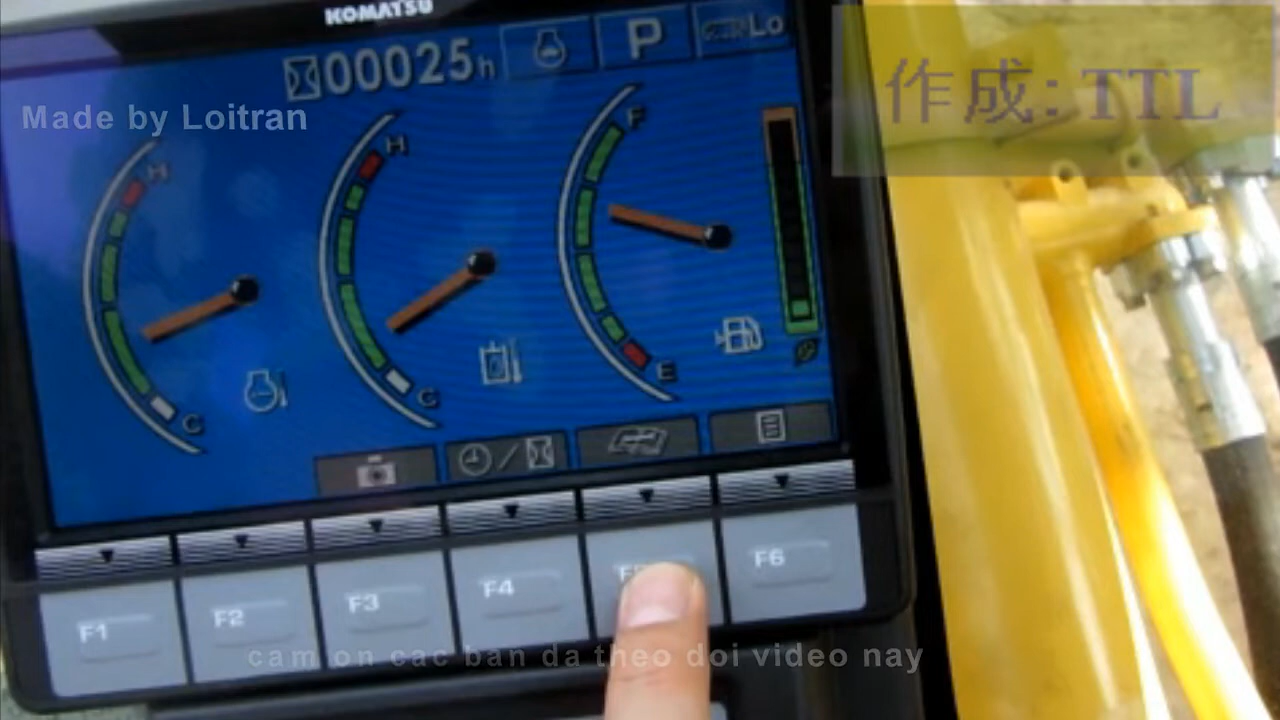 KOMATSU
00025h
P
Lo
作成: TTL
Made by Loitran
H
H
F
C
C
E
F1
F2
F3
F4
F6
cam on cac ban da theo doi video nay